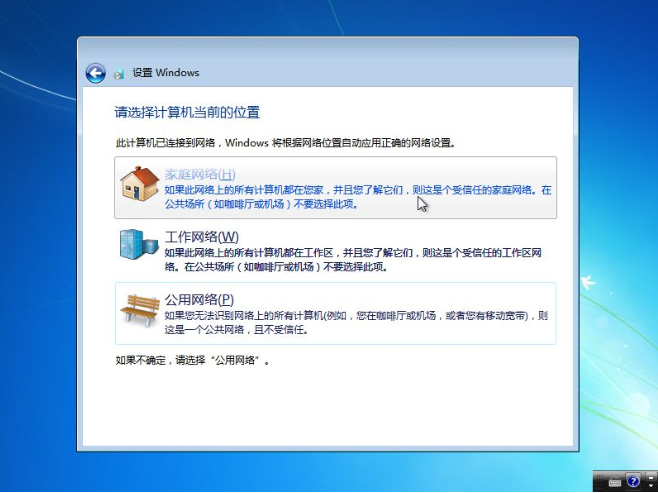 设置 Windows
请选择计算机当前的位置
此计算机已连接到网络，Windows 将根据网络位置自动应用正确的网络设置。
家庭网络(H)
如果此网络上的所有计算机都在您家，并且您了解它们，则这是个受信任的家庭网络。在
公共场所（如咖啡厅或机场）不要选择此项。
工作网络(W)
如果此网络上的所有计算机都在工作区，并且您了解它们，则这是个受信任的工作区网
络。在公共场所（如咖啡厅或机场）不要选择此项。
公用网络(P)
如果您无法识别网络上的所有计算机(例如，您在咖啡厅或机场，或者您有移动宽带)，则
这是一个公共网络，且不受信任。
如果不确定，请选择“公用网络”。